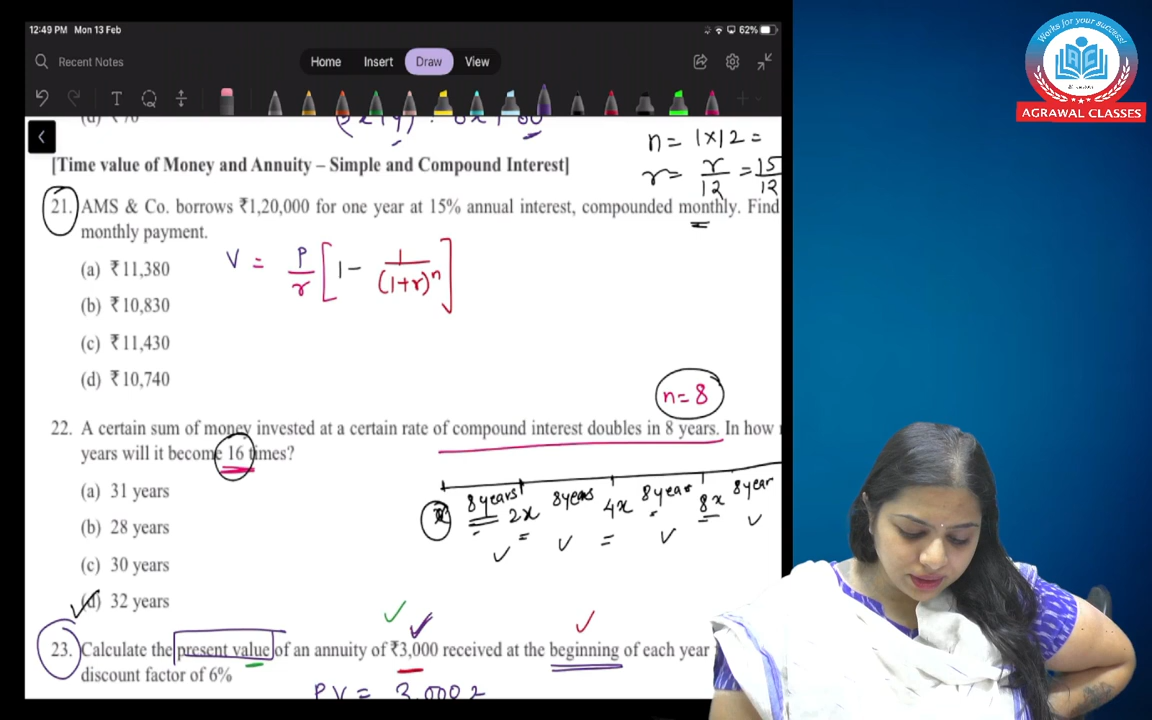 12:49 PM Mon 13 Feb
62%
Works for your success!
AC
AGRAWAL CLASSES
Recent Notes
Home Insert Draw View
T
n = 1×12 =
r = r/12 = 15/12
[Time value of Money and Annuity – Simple and Compound Interest]
21. AMS & Co. borrows ₹1,20,000 for one year at 15% annual interest, compounded monthly. Find
monthly payment.
V = P/r [1 - 1/(1+r)^n]
(a) ₹11,380
(b) ₹10,830
(c) ₹11,430
(d) ₹10,740
n= 8
22. A certain sum of money invested at a certain rate of compound interest doubles in 8 years. In how
years will it become 16 times?
x 8 years 2x 8 years 4x 8 year 8x 8 year
(a) 31 years
(b) 28 years
(c) 30 years
(d) 32 years
23. Calculate the present value of an annuity of ₹3,000 received at the beginning of each year
discount factor of 6%
PV = 3,000